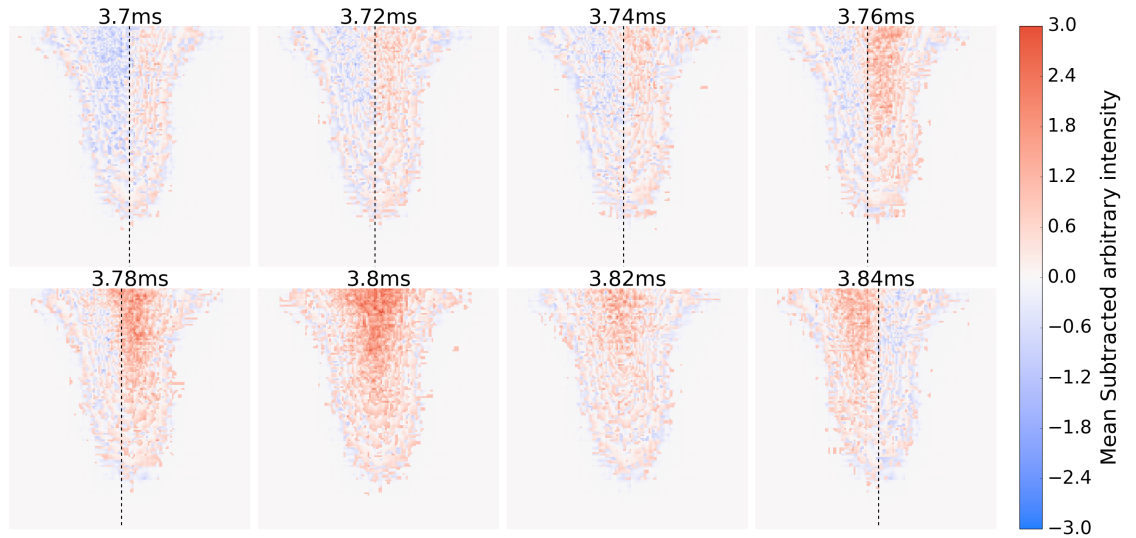 3.7ms
3.72ms
3.74ms
3.76ms
3.78ms
3.8ms
3.82ms
3.84ms
3.0
2.4
1.8
1.2
0.6
0.0
−0.6
−1.2
−1.8
−2.4
−3.0
Mean Subtracted arbitrary intensity